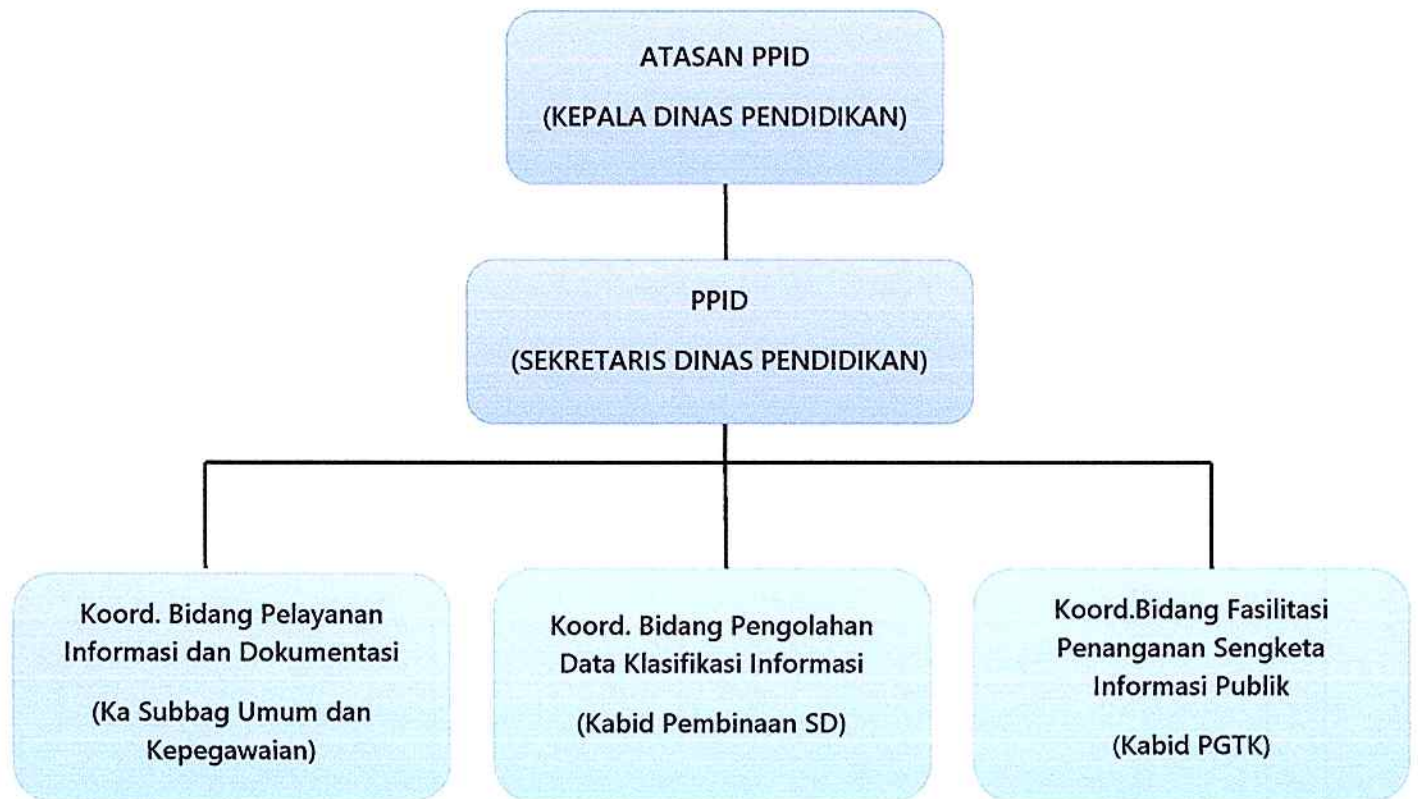 ATASAN PPID
(KEPALA DINAS PENDIDIKAN)
PPID
(SEKRETARIS DINAS PENDIDIKAN)
Koord. Bidang Pelayanan
Informasi dan Dokumentasi
(Ka Subbag Umum dan
Kepegawaian)
Koord. Bidang Pengolahan
Data Klasifikasi Informasi
(Kabid Pembinaan SD)
Koord.Bidang Fasilitasi
Penanganan Sengketa
Informasi Publik
(Kabid PGTK)